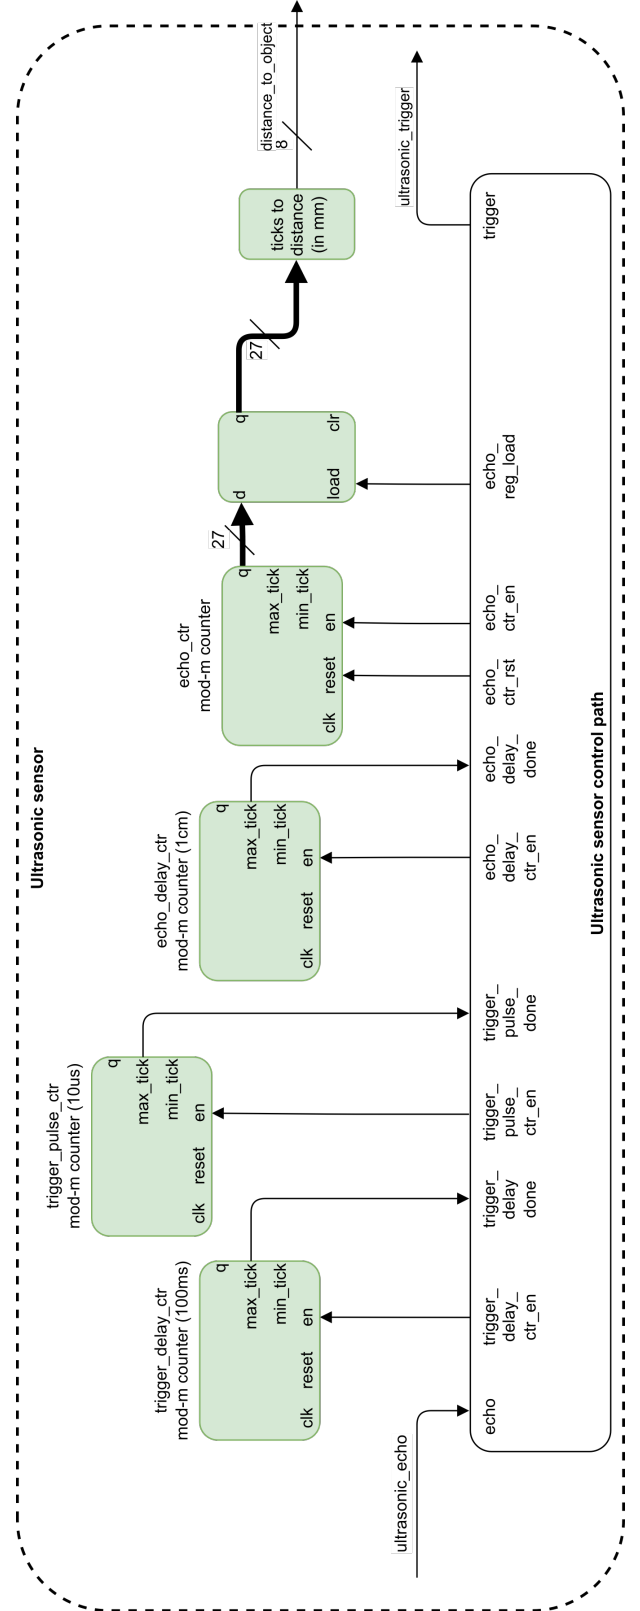 Ultrasonic sensor
trigger_delay_ctr
mod-m counter (100ms)
q
max_tick
min_tick
clk reset en
trigger_pulse_ctr
mod-m counter (10us)
q
max_tick
min_tick
clk reset en
echo_delay_ctr
mod-m counter (1cm)
q
max_tick
min_tick
clk reset en
echo_ctr
mod-m counter
q
max_tick
min_tick
clk reset en
27
d q
load clr
27
ticks to
distance
(in mm)
distance_to_object
8
ultrasonic_echo
ultrasonic_trigger
echo
trigger_
delay_
ctr_en
trigger_
delay
done
trigger_
pulse_
ctr_en
trigger_
pulse_
done
echo_
delay_
ctr_en
echo_
delay_
done
echo_
ctr_rst
echo_
ctr_en
echo_
reg_load
trigger
Ultrasonic sensor control path